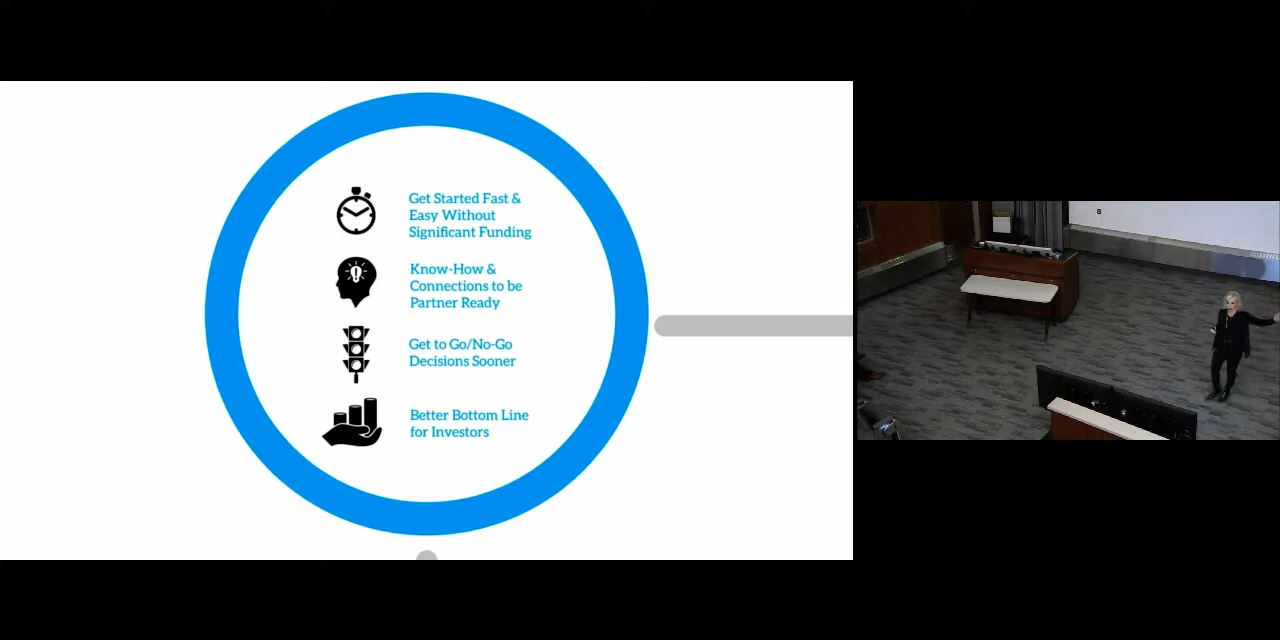 Get Started Fast &
Easy Without
Significant Funding
Know-How &
Connections to be
Partner Ready
Get to Go/No-Go
Decisions Sooner
Better Bottom Line
for Investors